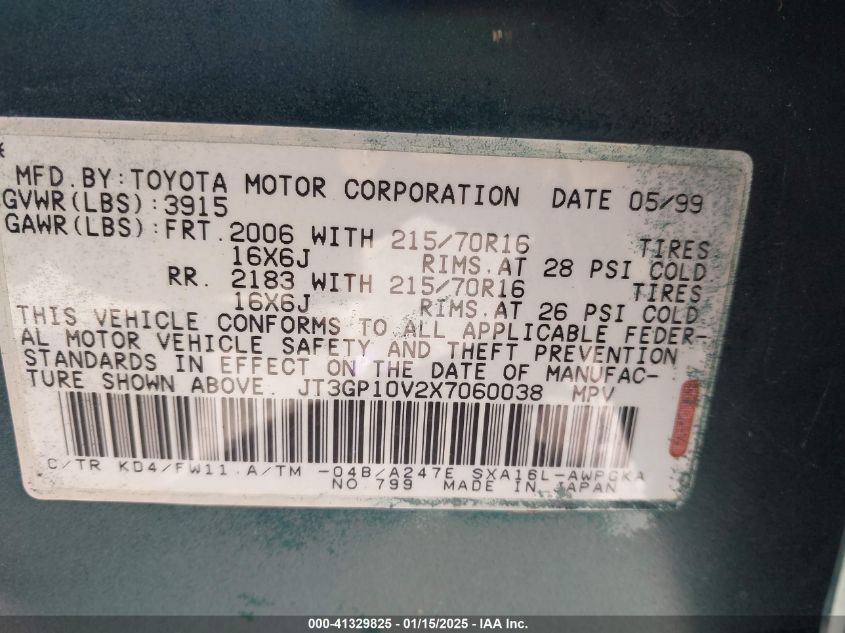 MFD.BY:TOYOTA MOTOR CORPORATION DATE 05/99
GVWR(LBS):3915
GAWR(LBS):FRT.2006 WITH 215/70R16 TIRES
16X6J RIMS.AT 28 PSI COLD
RR. 2183 WITH 215/70R16 TIRES
16X6J RIMS.AT 26 PSI COLD
THIS VEHICLE CONFORMS TO ALL APPLICABLE FEDER-
AL MOTOR VEHICLE SAFETY AND THEFT PREVENTION
STANDARDS IN EFFECT ON THE DATE OF MANUFAC-
TURE SHOWN ABOVE. JT3GP10V2X7060038 MPV
C/TR KD4/FW11 A/TM -04B/A247E SXA16L-AWPGKA
NO 799 MADE IN JAPAN
000-41329825 - 01/15/2025 - IAA Inc.